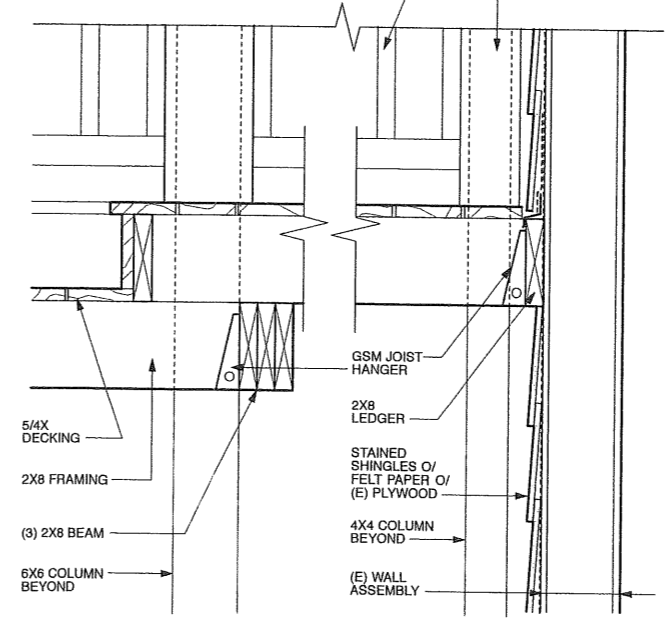 GSM JOIST
HANGER
2X8
LEDGER
5/4X
DECKING
STAINED
SHINGLES O/
FELT PAPER O/
(E) PLYWOOD
2X8 FRAMING
(3) 2X8 BEAM
4X4 COLUMN
BEYOND
6X6 COLUMN
BEYOND
(E) WALL
ASSEMBLY